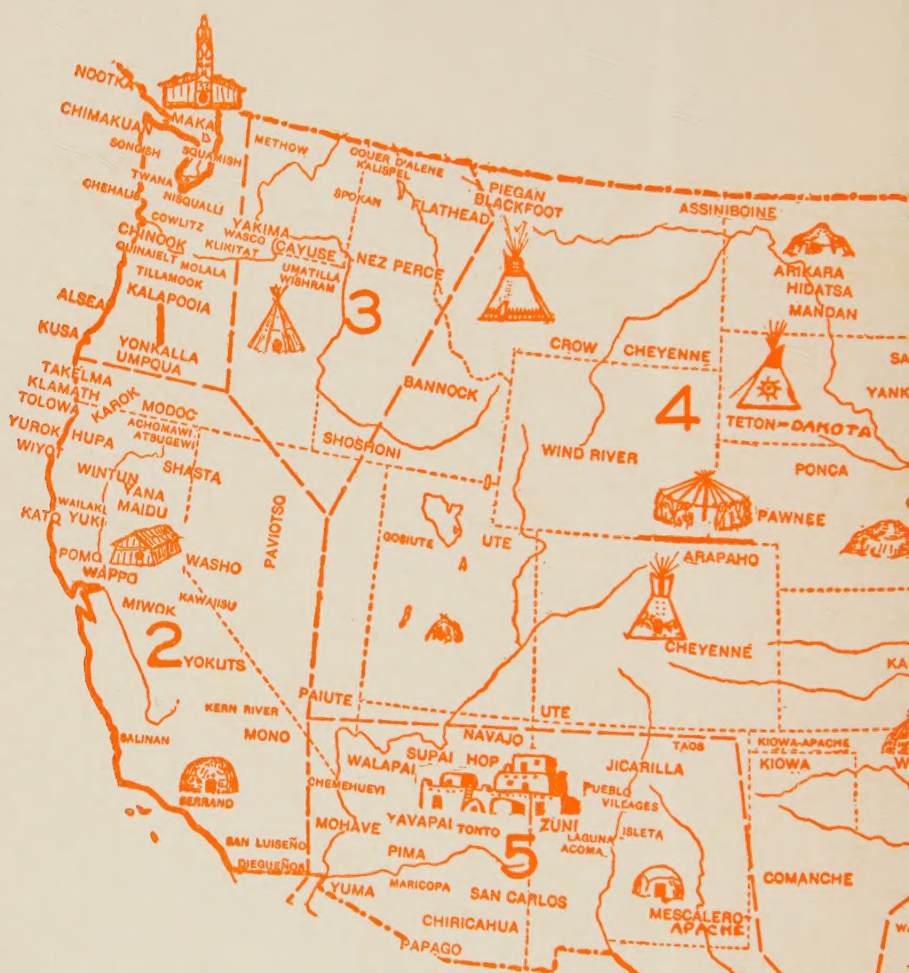 NOOTKA
MAKA
CHIMAKUAN
SONGISH
SQUAMISH
TWANA
NISQUALLI
CHEHALIS
COWLITZ
CHINOOK
KLIKITAT
QUINAIELT
MOLALA
TILLAMOOK
KALAPOOIA
ALSEA
1
KUSA
YONKALLA
UMPQUA
METHOW
COUER D'ALENE
KALISPEL
SPOKAN
FLATHEAD
YAKIMA
WASCO
CAYUSE
NEZ PERCE
UMATILLA
WISHRAM
3
BANNOCK
SHOSHONI
PIEGAN
BLACKFOOT
ASSINIBOINE
ARIKARA
HIDATSA
MANDAN
CROW
CHEYENNE
4
SA
YANK
TETON-DAKOTA
WIND RIVER
PONCA
PAWNEE
ARAPAHO
CHEYENNE
KA
TAKELMA
KLAMATH
TOLOWA
KAROK
MODOC
ACHOMAWI
ATSUGEWI
YUROK
HUPA
WIYOT
SHASTA
WINTUN
YANA
MAIDU
WAILAKI
KATO
YUKI
POMO
WAPPO
WASHO
PAVIOTSO
MIWOK
KAWAIISU
2
YOKUTS
KERN RIVER
MONO
SALINAN
SERRANO
SAN LUISEÑO
DIEGUEÑOS
GOSIUTE
UTE
PAIUTE
UTE
NAVAJO
SUPAI
HOP
WALAPAI
CHEMEHUEVI
MOHAVE
YAVAPAI
TONTO
ZUNI
5
PIMA
YUMA
MARICOPA
SAN CARLOS
CHIRICAHUA
PAPAGO
TAOS
JICARILLA
PUEBLO
VILLAGES
LAGUNA
ISLETA
ACOMA
MESCALERO-
APACHE
KIOWA-APACHE
KIOWA
W
COMANCHE
WA